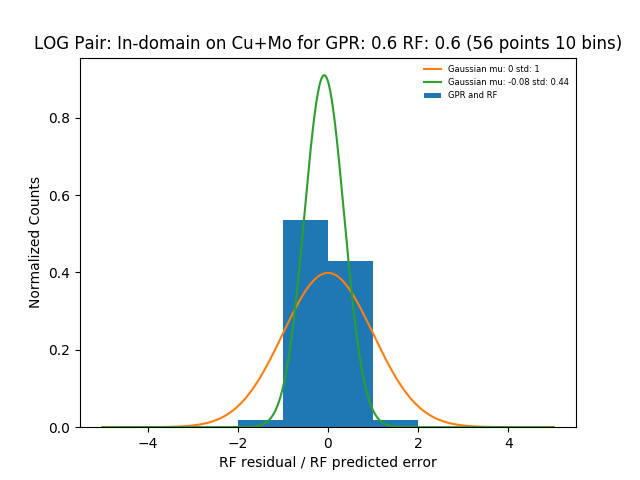 LOG Pair: In-domain on Cu+Mo for GPR: 0.6 RF: 0.6 (56 points 10 bins)
Gaussian mu: 0 std: 1
Gaussian mu: -0.08 std: 0.44
GPR and RF
Normalized Counts
0.8
0.6
0.4
0.2
0.0
−4 −2 0 2 4
RF residual / RF predicted error